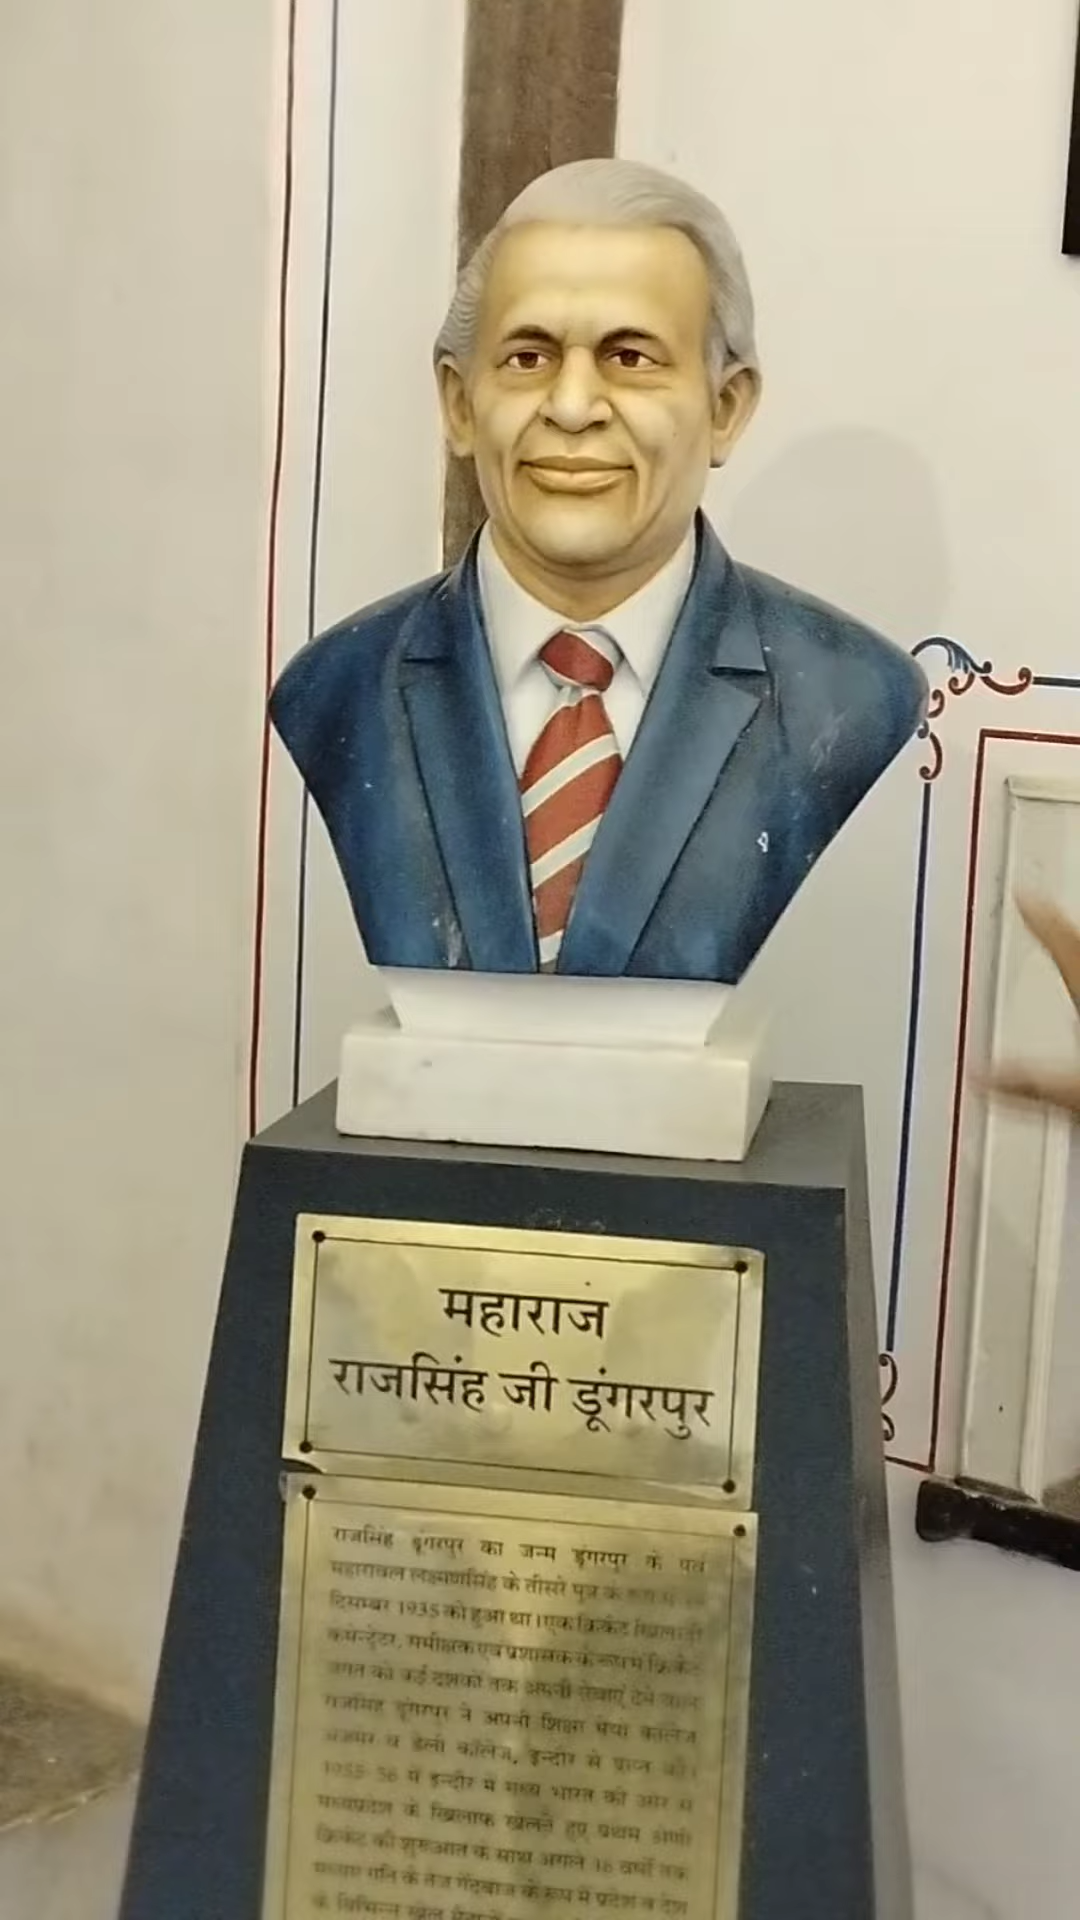 महाराज
राजसिंह जी डूंगरपुर
राजसिंह डूंगरपुर का जन्म डूंगरपुर के
महारावल लक्ष्मणसिंह के तीसरे पुत्र के रूप में
दिसम्बर 1935 को हुआ था। एक क्रिकेट खिलाड़ी
कमेन्ट्रेटर, समीक्षक एवं प्रशासक के रूप में क्रिकेट
जगत को कई दशकों तक अपनी सेवाएं देने वाले
राजसिंह डूंगरपुर ने अपनी शिक्षा मेयो कॉलेज
अजमेर व डेली कॉलेज, इन्दौर से प्राप्त की।
1955-56 में इन्दौर में मध्य भारत की ओर से
मध्यप्रदेश के खिलाफ खेलते हुए प्रथम श्रेणी
क्रिकेट की शुरूआत के साथ अगले 16 वर्षों तक
मध्यम गति के तेज गेंदबाज के रूप में प्रदेश व देश
के विभिन्न खेल